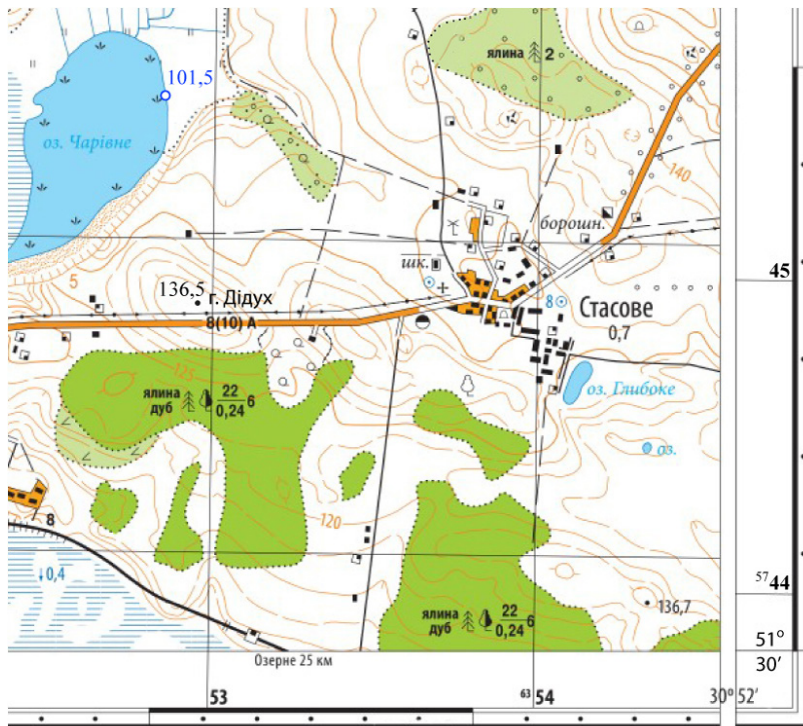 ялина 2
101,5
оз. Чарівне
140
борошн.
шк.
5
45
136,5 г. Дідух
8
Стасове
0,7
8(10) А
125
оз. Глибоке
ялина
дуб
22
0,24
6
оз.
120
8
↓0,4
57 44
136,7
ялина
дуб
22
0,24
6
51°
30′
Озерне 25 км
53
63 54
30° 52′